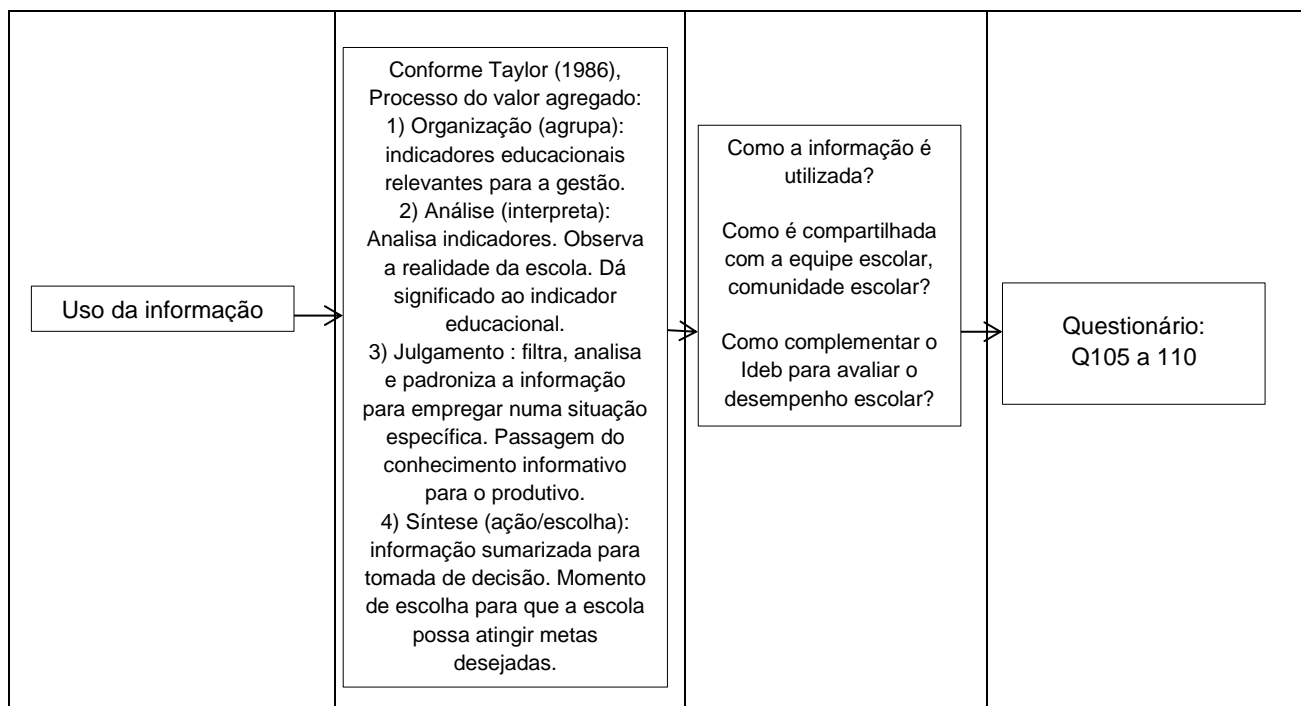 Uso da informação
Conforme Taylor (1986),
Processo do valor agregado:
1) Organização (agrupa):
indicadores educacionais
relevantes para a gestão.
2) Análise (interpreta):
Analisa indicadores. Observa
a realidade da escola. Dá
significado ao indicador
educacional.
3) Julgamento : filtra, analisa
e padroniza a informação
para empregar numa situação
específica. Passagem do
conhecimento informativo
para o produtivo.
4) Síntese (ação/escolha):
informação sumarizada para
tomada de decisão. Momento
de escolha para que a escola
possa atingir metas
desejadas.
Como a informação é
utilizada?
Como é compartilhada
com a equipe escolar,
comunidade escolar?
Como complementar o
Ideb para avaliar o
desempenho escolar?
Questionário:
Q105 a 110